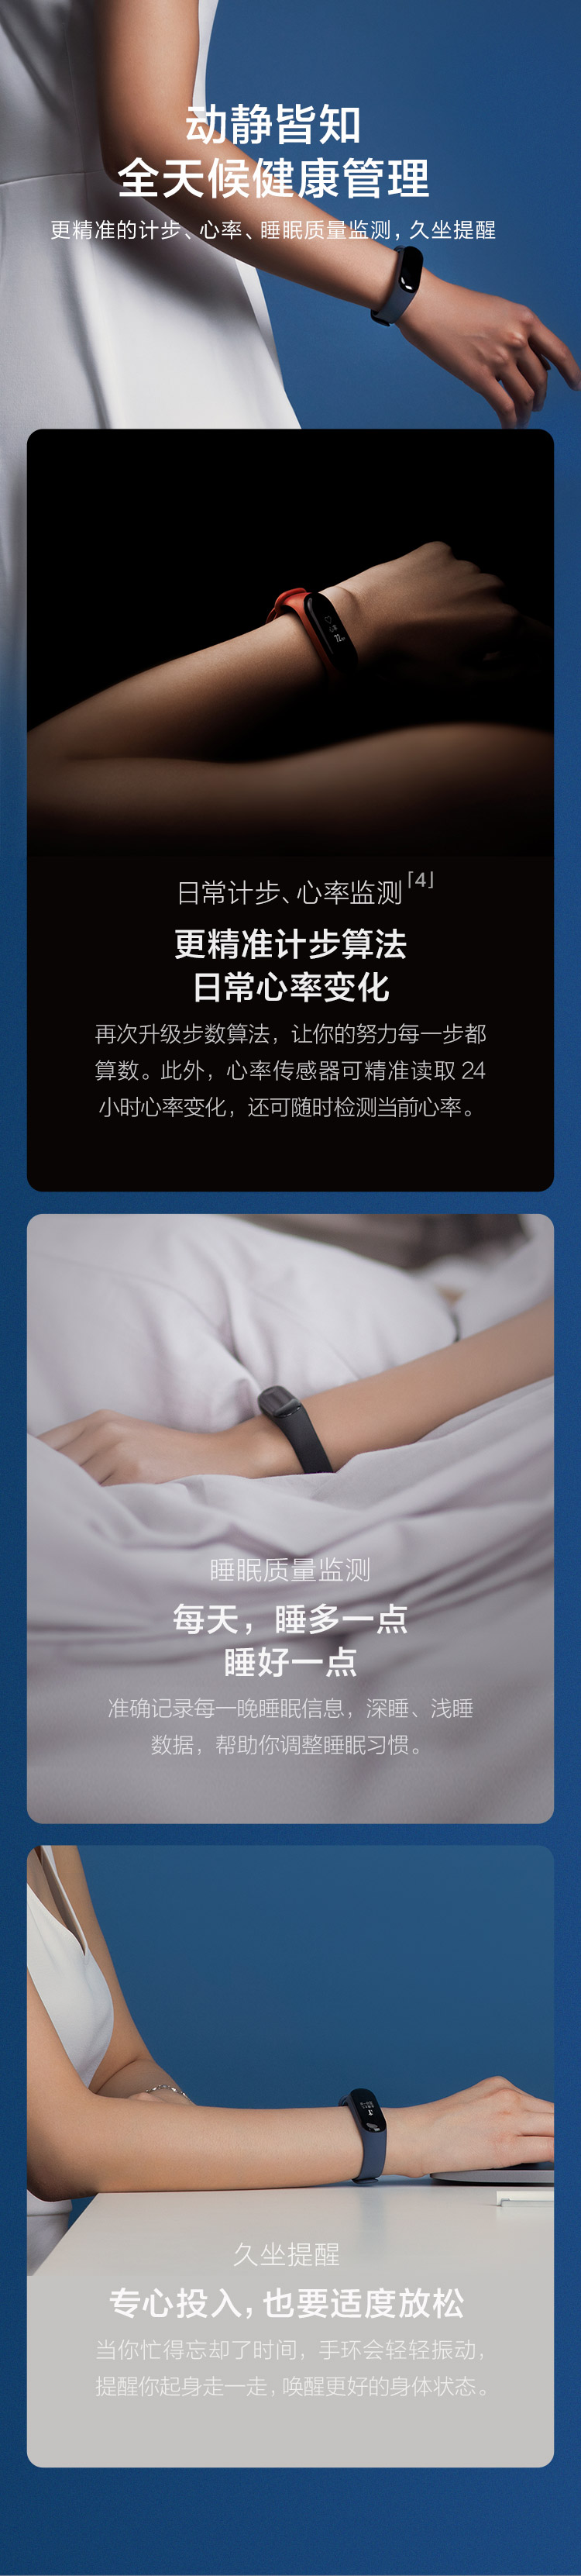 动静皆知
全天候健康管理
更精准的计步、心率、睡眠质量监测，久坐提醒
日常计步、心率监测「4」
更精准计步算法
日常心率变化
再次升级步数算法，让你的努力每一步都
算数。此外，心率传感器可精准读取 24
小时心率变化，还可随时检测当前心率。
睡眠质量监测
每天，睡多一点
睡好一点
准确记录每一晚睡眠信息，深睡、浅睡
数据，帮助你调整睡眠习惯。
久坐提醒
专心投入，也要适度放松
当你忙得忘却了时间，手环会轻轻振动，
提醒你起身走一走，唤醒更好的身体状态。